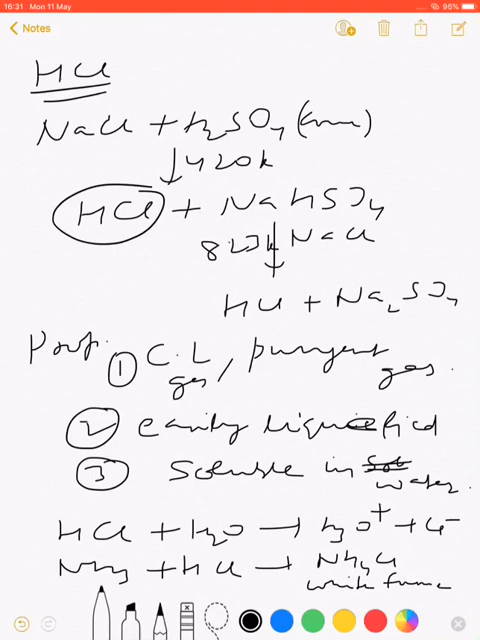 16:31 Mon 11 May 96%
Notes
HCl
NaCl + H2SO4 (conc)
↓ 420k
HCl + NaHSO4
823k ↓ NaCl
HCl + Na2SO4
Prop.
① C.L gas, pungent gas.
② easily liquefied
③ Soluble in water.
HCl + H2O → H3O+ + Cl-
NH3 + HCl → NH4Cl
white fume